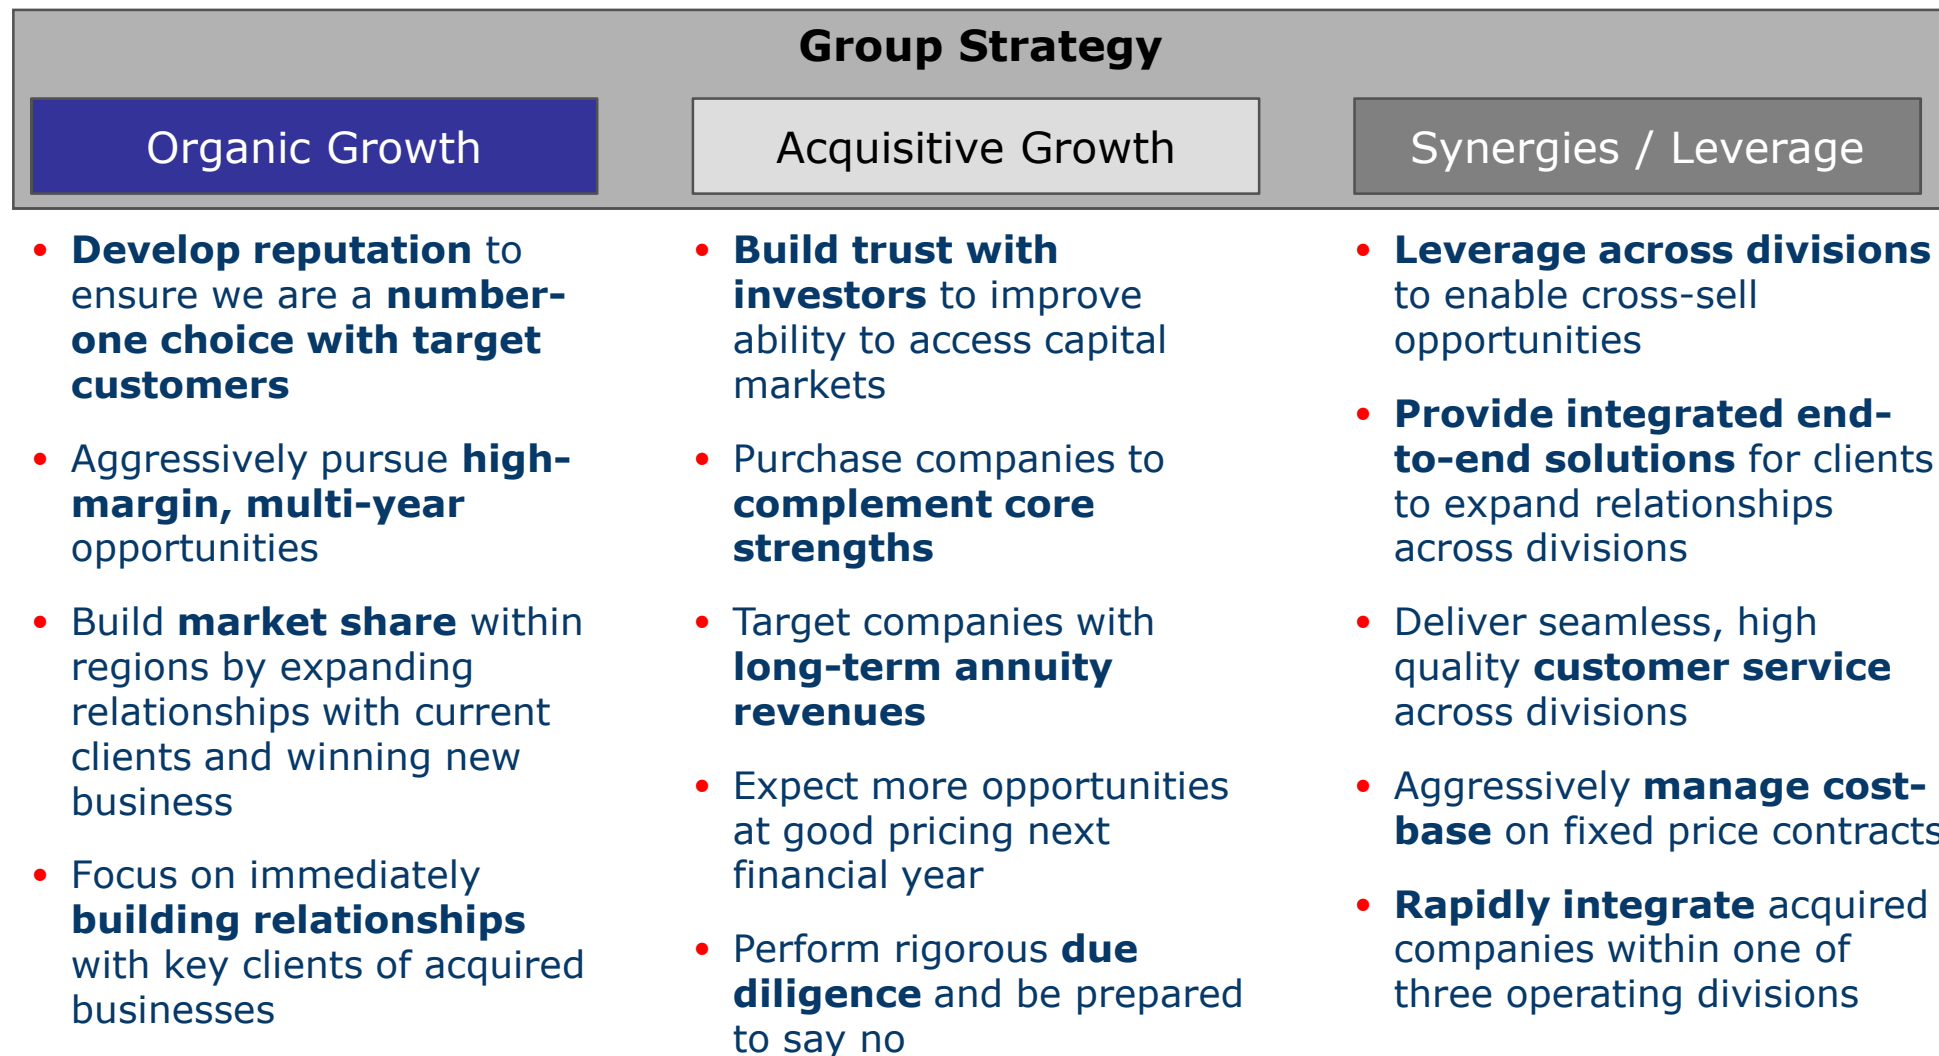 Group Strategy
Organic Growth
Acquisitive Growth
Synergies / Leverage
• Develop reputation to
ensure we are a number-
one choice with target
customers
• Aggressively pursue high-
margin, multi-year
opportunities
• Build market share within
regions by expanding
relationships with current
clients and winning new
business
• Focus on immediately
building relationships
with key clients of acquired
businesses
• Build trust with
investors to improve
ability to access capital
markets
• Purchase companies to
complement core
strengths
• Target companies with
long-term annuity
revenues
• Expect more opportunities
at good pricing next
financial year
• Perform rigorous due
diligence and be prepared
to say no
• Leverage across divisions
to enable cross-sell
opportunities
• Provide integrated end-
to-end solutions for clients
to expand relationships
across divisions
• Deliver seamless, high
quality customer service
across divisions
• Aggressively manage cost-
base on fixed price contracts
• Rapidly integrate acquired
companies within one of
three operating divisions